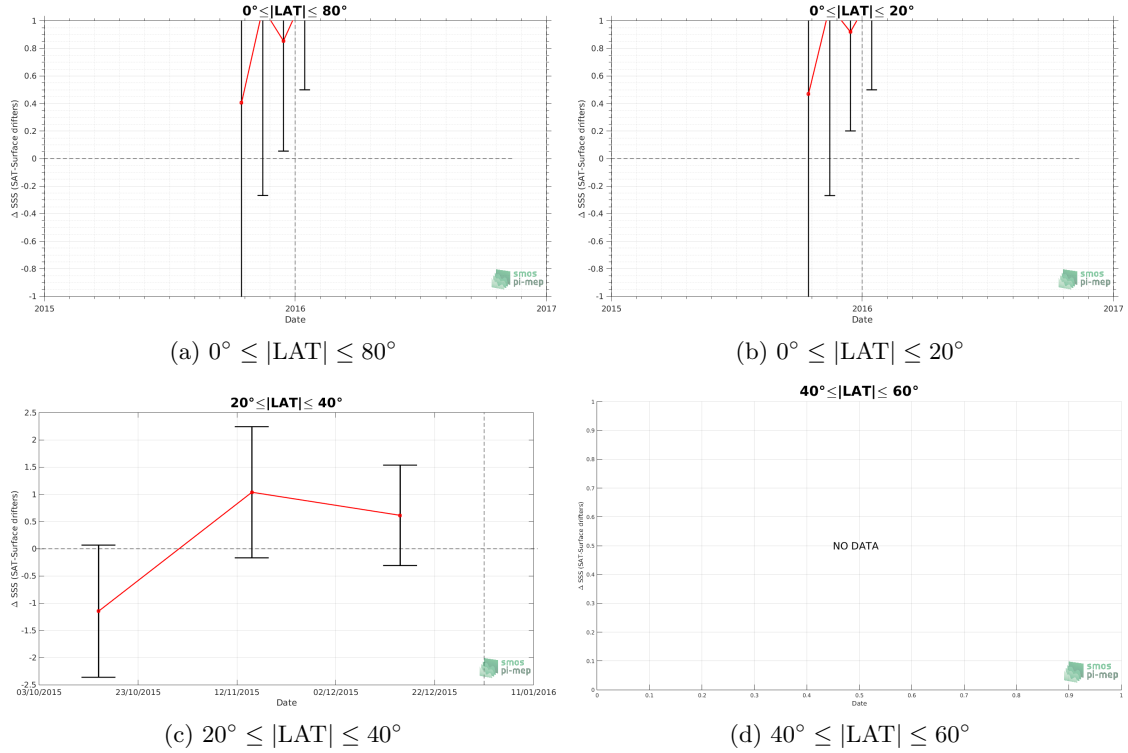 0°≤|LAT|≤ 80°
Δ SSS (SAT-Surface drifters)
1
0.8
0.6
0.4
0.2
0
-0.2
-0.4
-0.6
-0.8
-1
2015
2016
2017
Date
smos
pi-mep
(a) 0° ≤ |LAT| ≤ 80°
0°≤|LAT|≤ 20°
Δ SSS (SAT-Surface drifters)
1
0.8
0.6
0.4
0.2
0
-0.2
-0.4
-0.6
-0.8
-1
2015
2016
2017
Date
smos
pi-mep
(b) 0° ≤ |LAT| ≤ 20°
20°≤|LAT|≤ 40°
Δ SSS (SAT-Surface drifters)
2.5
2
1.5
1
0.5
0
-0.5
-1
-1.5
-2
-2.5
03/10/2015
23/10/2015
12/11/2015
02/12/2015
22/12/2015
11/01/2016
Date
smos
pi-mep
(c) 20° ≤ |LAT| ≤ 40°
40°≤|LAT|≤ 60°
Δ SSS (SAT-Surface drifters)
1
0.9
0.8
0.7
0.6
0.5
0.4
0.3
0.2
0.1
0
NO DATA
0
0.1
0.2
0.3
0.4
0.5
0.6
0.7
0.8
0.9
1
Date
smos
pi-mep
(d) 40° ≤ |LAT| ≤ 60°